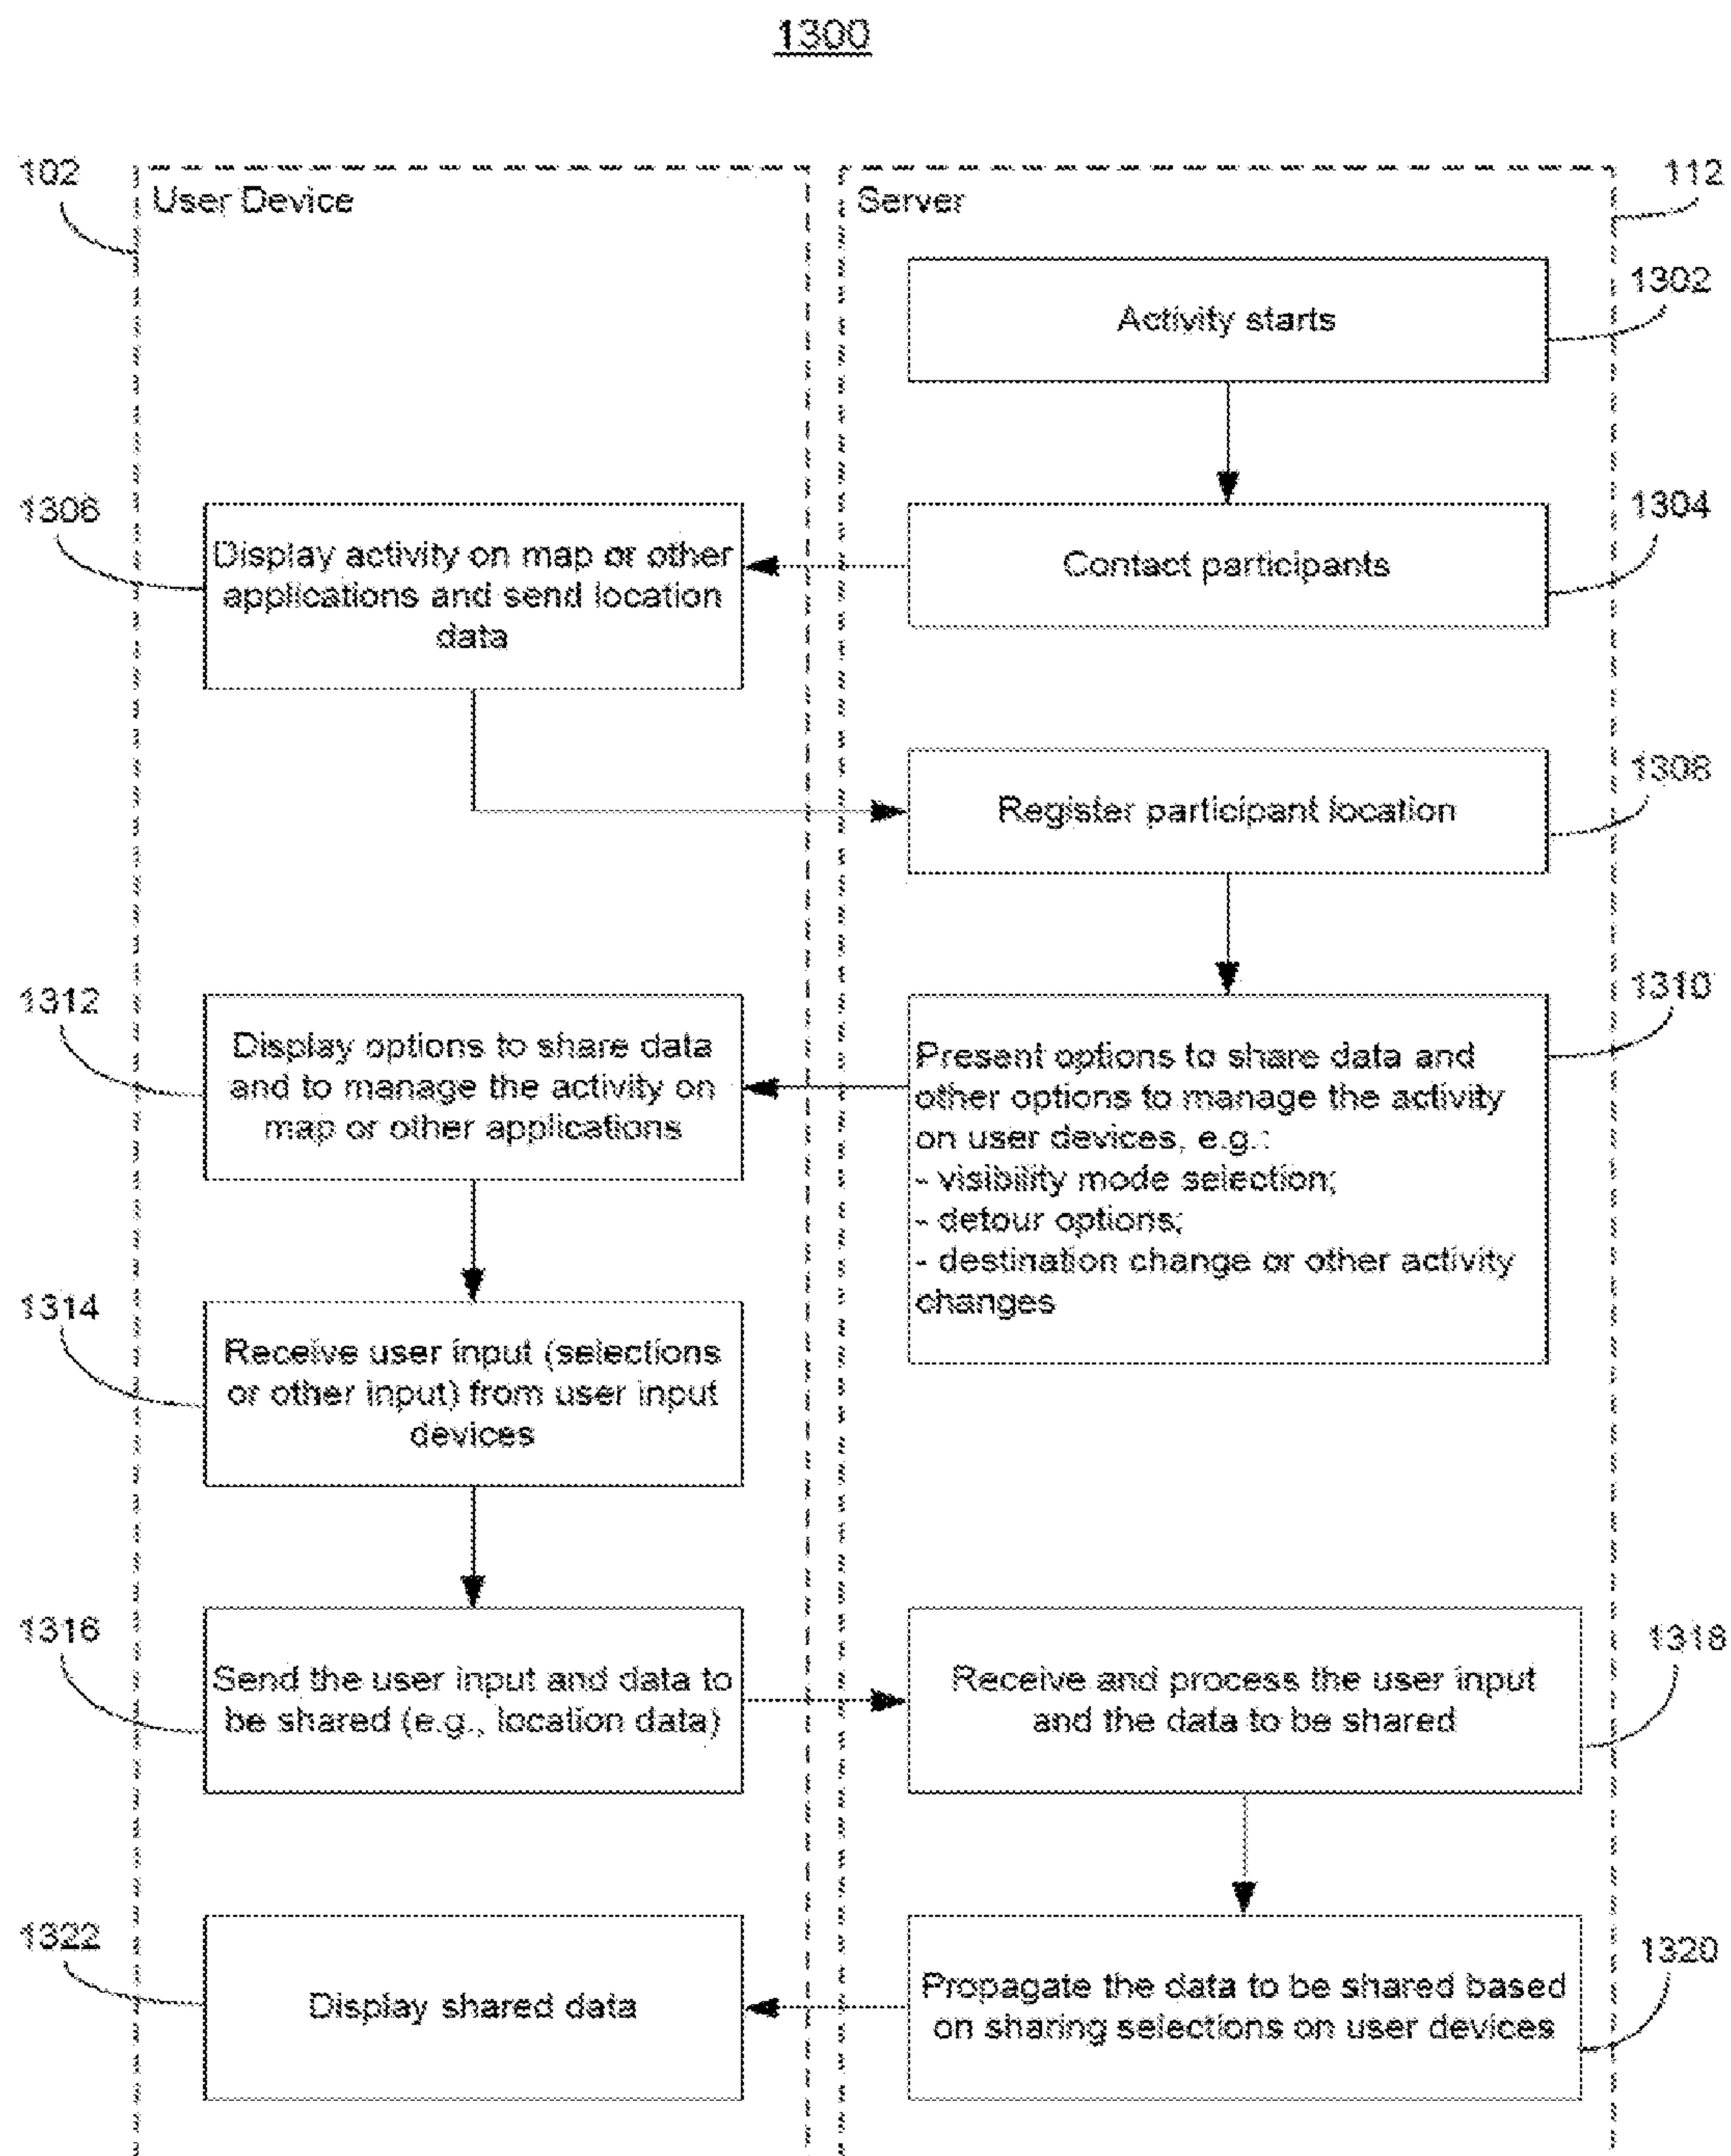 1300
102
User Device
Server
112
Activity starts
1302
1306
Display activity on map or other
applications and send location
data
Contact participants
1304
Register participant location
1308
1312
Display options to share data
and to manage the activity on
map or other applications
Present options to share data and
other options to manage the activity
on user devices, e.g.:
- visibility mode selection;
- detour options;
- destination change or other activity
changes
1310
1314
Receive user input (selections
or other input) from user input
devices
1316
Send the user input and data to
be shared (e.g., location data)
Receive and process the user input
and the data to be shared
1318
1322
Display shared data
Propagate the data to be shared based
on sharing selections on user devices
1320